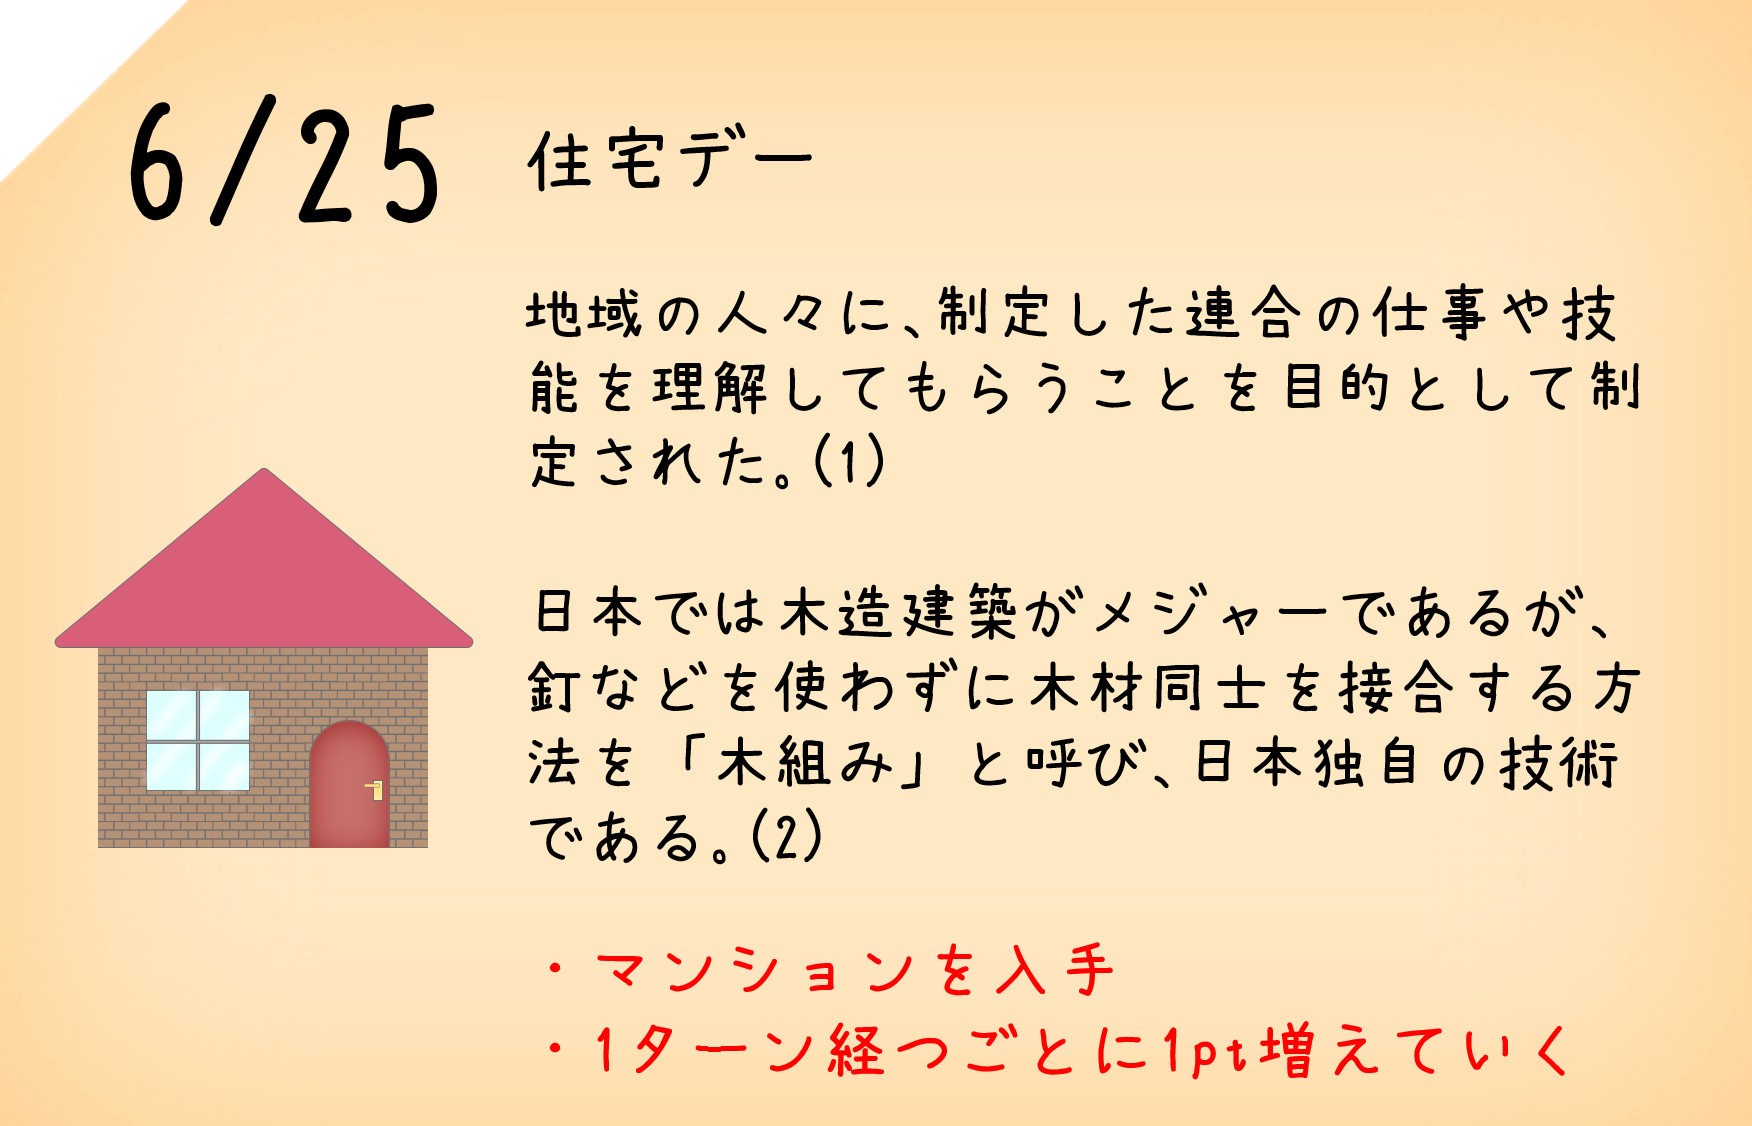 6/25 住宅デー
地域の人々に、制定した連合の仕事や技
能を理解してもらうことを目的として制
定された。(1)
日本では木造建築がメジャーであるが、
釘などを使わずに木材同士を接合する方
法を「木組み」と呼び、日本独自の技術
である。(2)
・マンションを入手
・1ターン経つごとに1pt増えていく